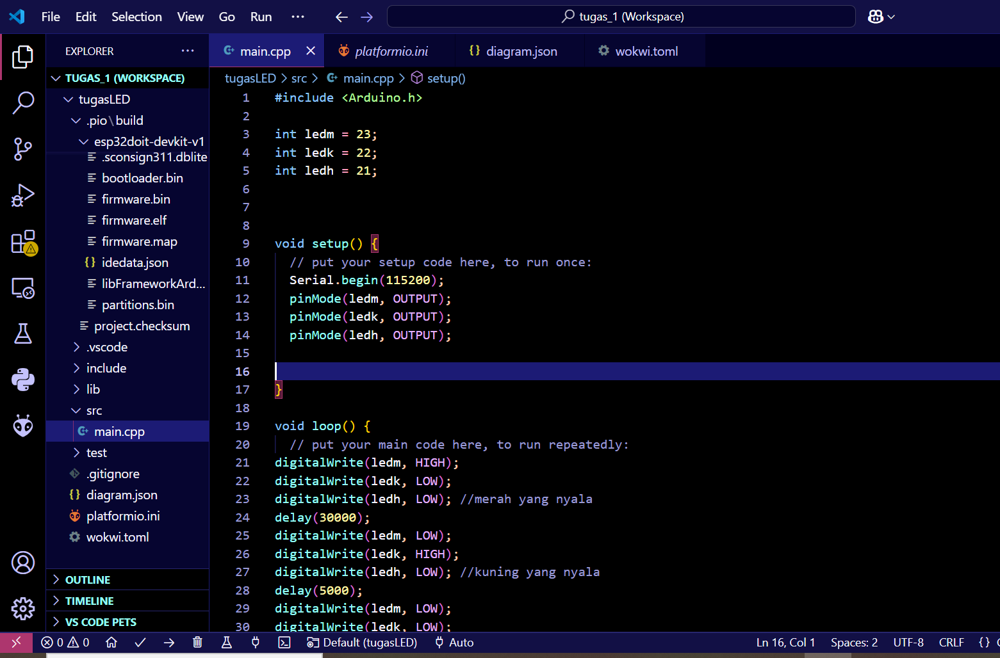 File Edit Selection View Go Run ··· tugas_1 (Workspace)
EXPLORER ···
TUGAS_1 (WORKSPACE)
tugasLED
.pio\build
esp32doit-devkit-v1
.sconsign311.dblite
bootloader.bin
firmware.bin
firmware.elf
firmware.map
{} idedata.json
libFrameworkArd...
partitions.bin
project.checksum
.vscode
include
lib
src
main.cpp
test
.gitignore
{} diagram.json
platformio.ini
wokwi.toml
OUTLINE
TIMELINE
VS CODE PETS
main.cpp platformio.ini {} diagram.json wokwi.toml
tugasLED > src > main.cpp > setup()
1 #include <Arduino.h>
2
3 int ledm = 23;
4 int ledk = 22;
5 int ledh = 21;
6
7
8
9 void setup() {
10 // put your setup code here, to run once:
11 Serial.begin(115200);
12 pinMode(ledm, OUTPUT);
13 pinMode(ledk, OUTPUT);
14 pinMode(ledh, OUTPUT);
15
16
17 }
18
19 void loop() {
20 // put your main code here, to run repeatedly:
21 digitalWrite(ledm, HIGH);
22 digitalWrite(ledk, LOW);
23 digitalWrite(ledh, LOW); //merah yang nyala
24 delay(30000);
25 digitalWrite(ledm, LOW);
26 digitalWrite(ledk, HIGH);
27 digitalWrite(ledh, LOW); //kuning yang nyala
28 delay(5000);
29 digitalWrite(ledm, LOW);
30 digitalWrite(ledk, LOW);
0 0 Default (tugasLED) Auto Ln 16, Col 1 Spaces: 2 UTF-8 CRLF {}